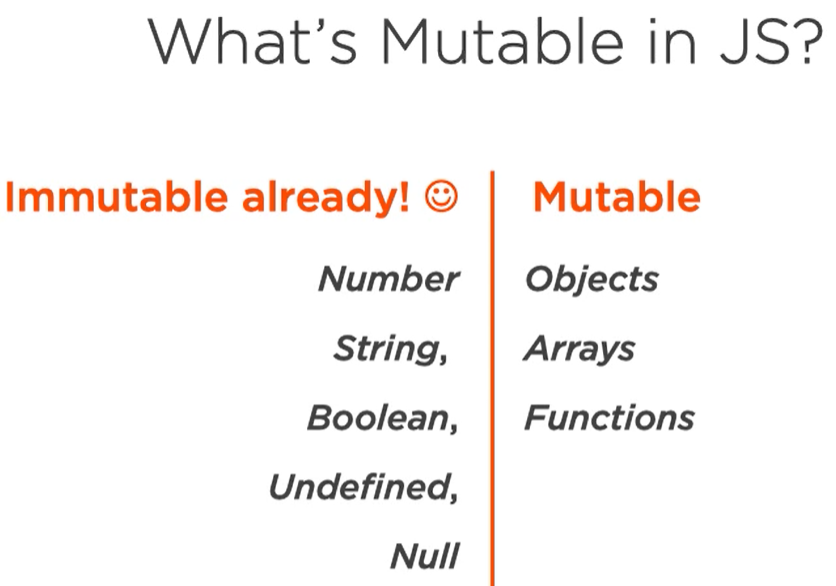 What's Mutable in JS?
Immutable already! ☺
Number
String,
Boolean,
Undefined,
Null
Mutable
Objects
Arrays
Functions